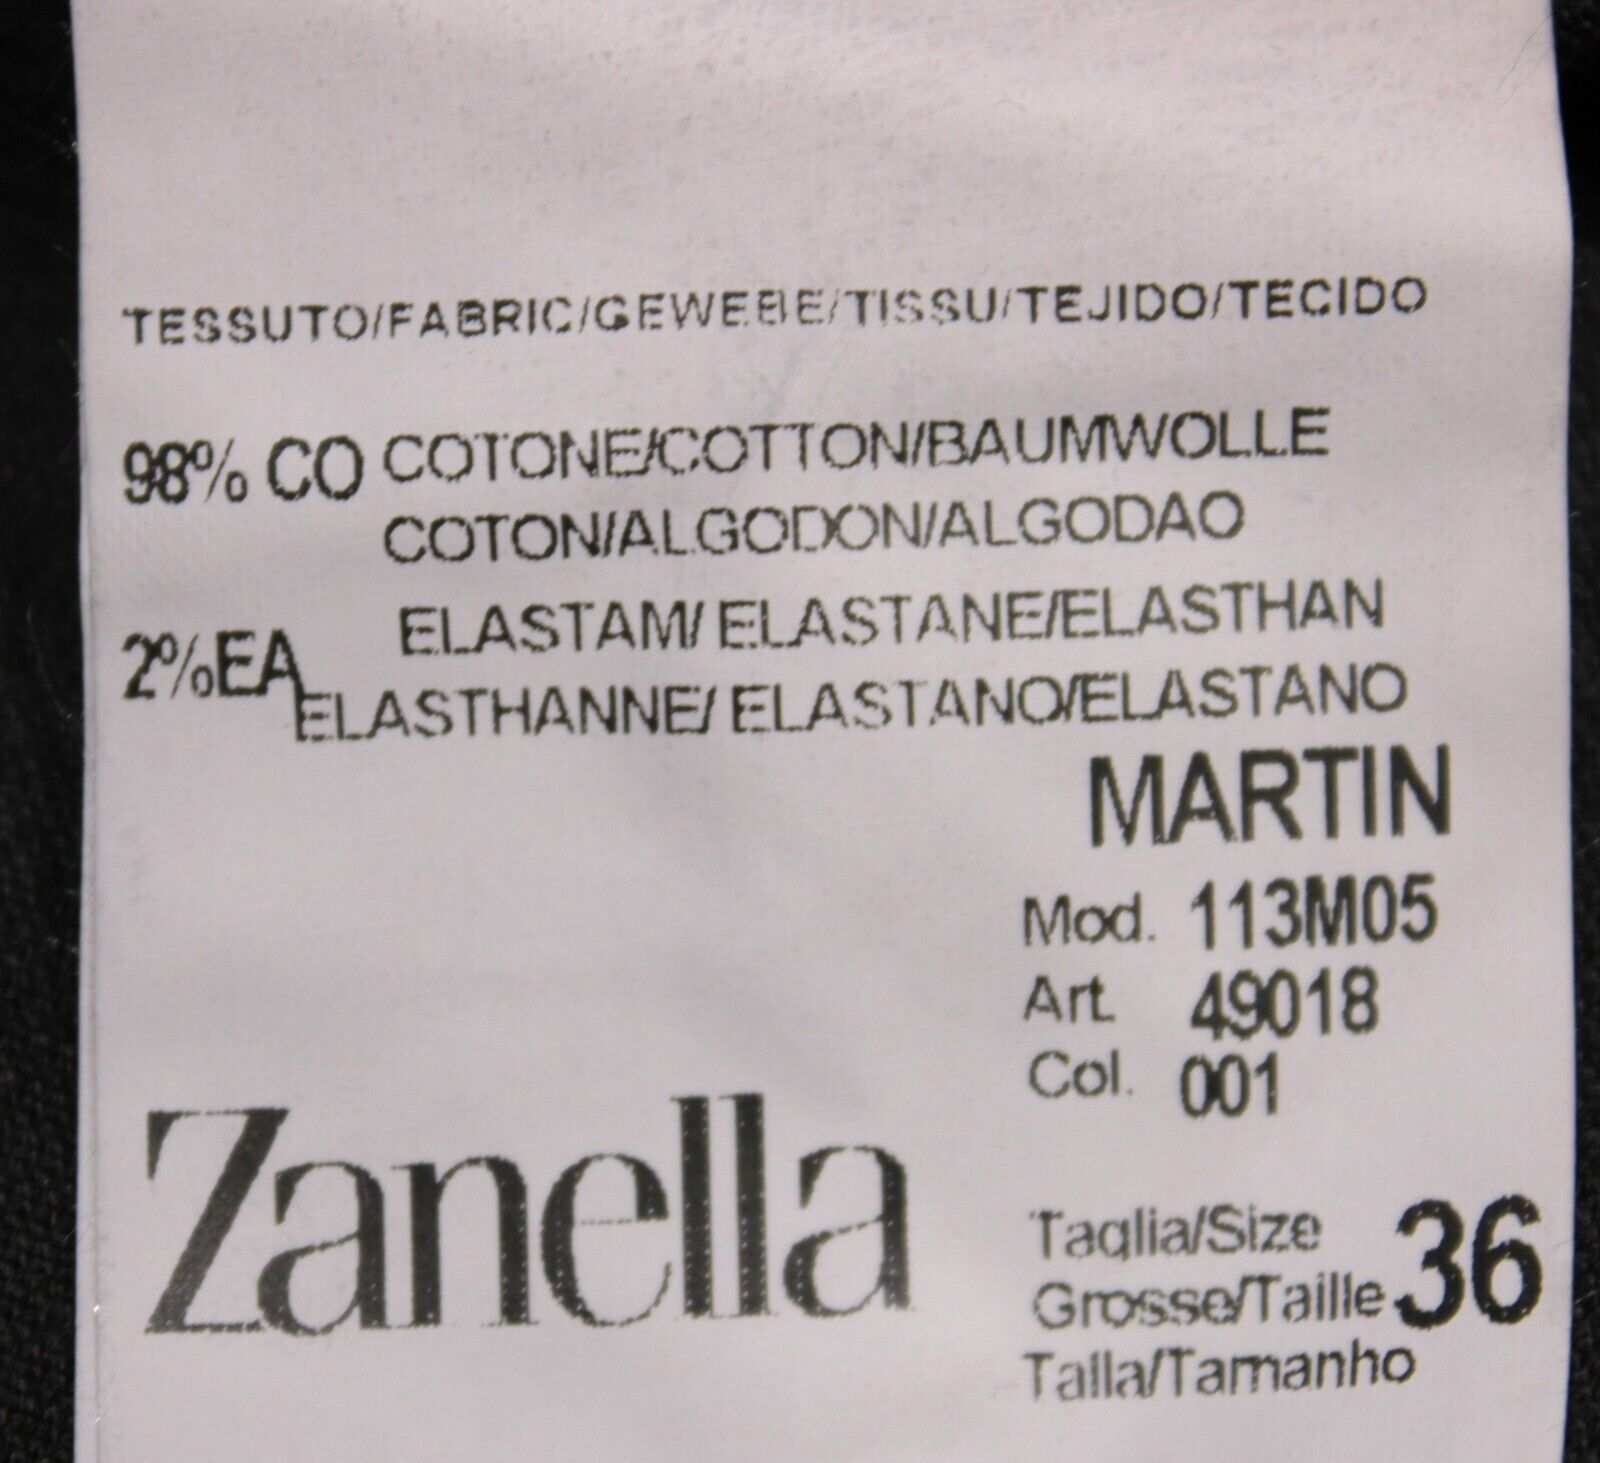 TESSUTO/FABRIC/GEWEBE/TISSU/TEJIDO/TECIDO
98% CO COTONE/COTTON/BAUMWOLLE
COTON/ALGODON/ALGODAO
2%EA ELASTAM/ ELASTANE/ELASTHAN
ELASTHANNE/ ELASTANO/ELASTANO
MARTIN
Mod. 113M05
Art. 49018
Col. 001
Zanella
Taglia/Size
Grosse/Taille 36
Talla/Tamanho